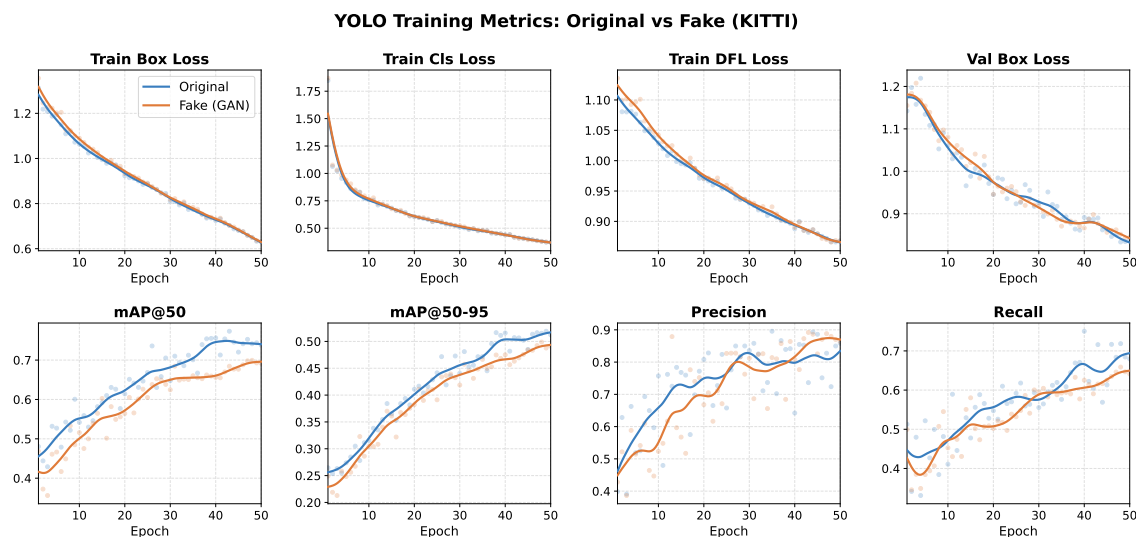 YOLO Training Metrics: Original vs Fake (KITTI)
Train Box Loss
Original
Fake (GAN)
1.2
1.0
0.8
0.6
10 20 30 40 50
Epoch
Train Cls Loss
1.75
1.50
1.25
1.00
0.75
0.50
10 20 30 40 50
Epoch
Train DFL Loss
1.10
1.05
1.00
0.95
0.90
10 20 30 40 50
Epoch
Val Box Loss
1.2
1.1
1.0
0.9
10 20 30 40 50
Epoch
mAP@50
0.7
0.6
0.5
0.4
10 20 30 40 50
Epoch
mAP@50-95
0.50
0.45
0.40
0.35
0.30
0.25
0.20
10 20 30 40 50
Epoch
Precision
0.9
0.8
0.7
0.6
0.5
0.4
10 20 30 40 50
Epoch
Recall
0.7
0.6
0.5
0.4
10 20 30 40 50
Epoch